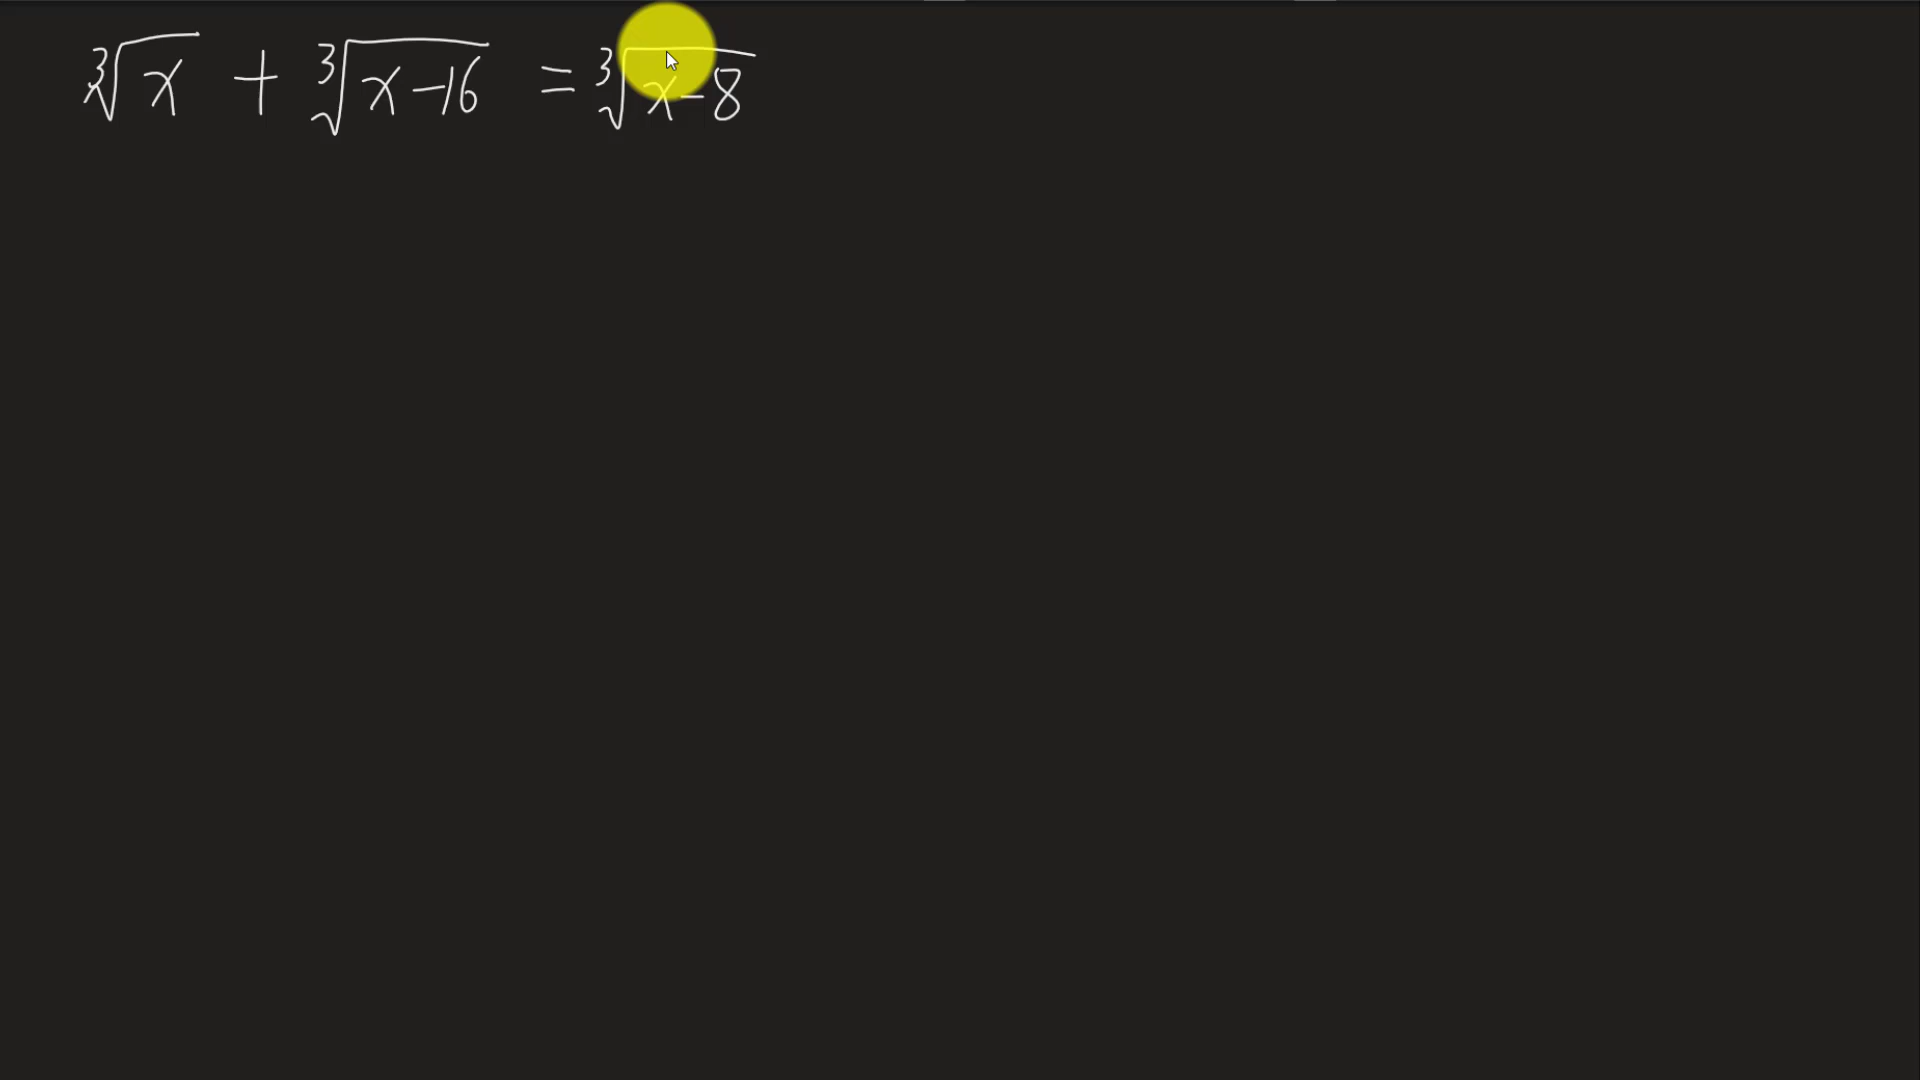 ∛x + ∛(x-16) = ∛(x-8)